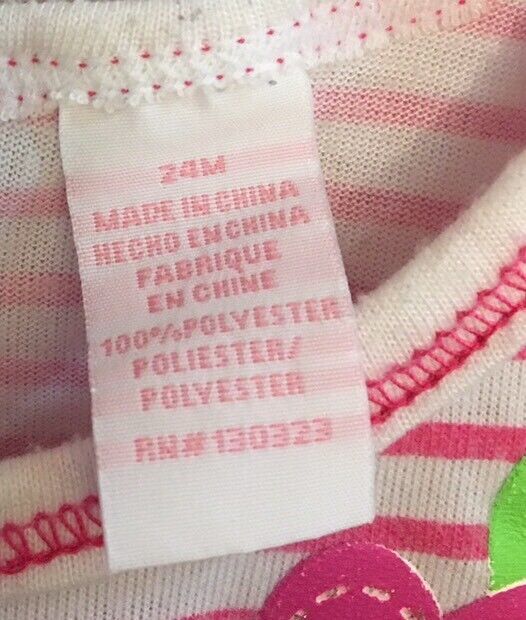 24M
MADE IN CHINA
HECHO EN CHINA
FABRIQUE
EN CHINE
100%POLYESTER
POLIESTER/
POLYESTER
RN#130323